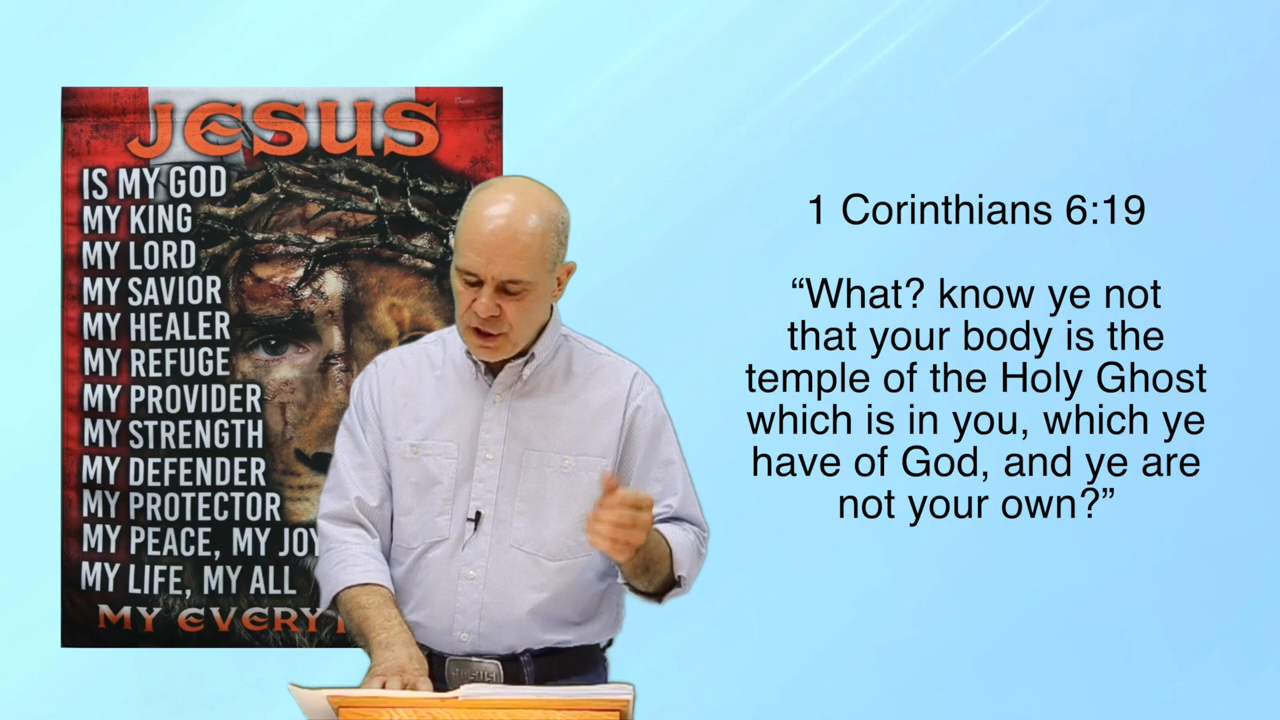 JESUS
IS MY GOD
MY KING
MY LORD
MY SAVIOR
MY HEALER
MY REFUGE
MY PROVIDER
MY STRENGTH
MY DEFENDER
MY PROTECTOR
MY PEACE, MY JOY
MY LIFE, MY ALL
MY EVERY
JESUS
1 Corinthians 6:19
“What? know ye not
that your body is the
temple of the Holy Ghost
which is in you, which ye
have of God, and ye are
not your own?”